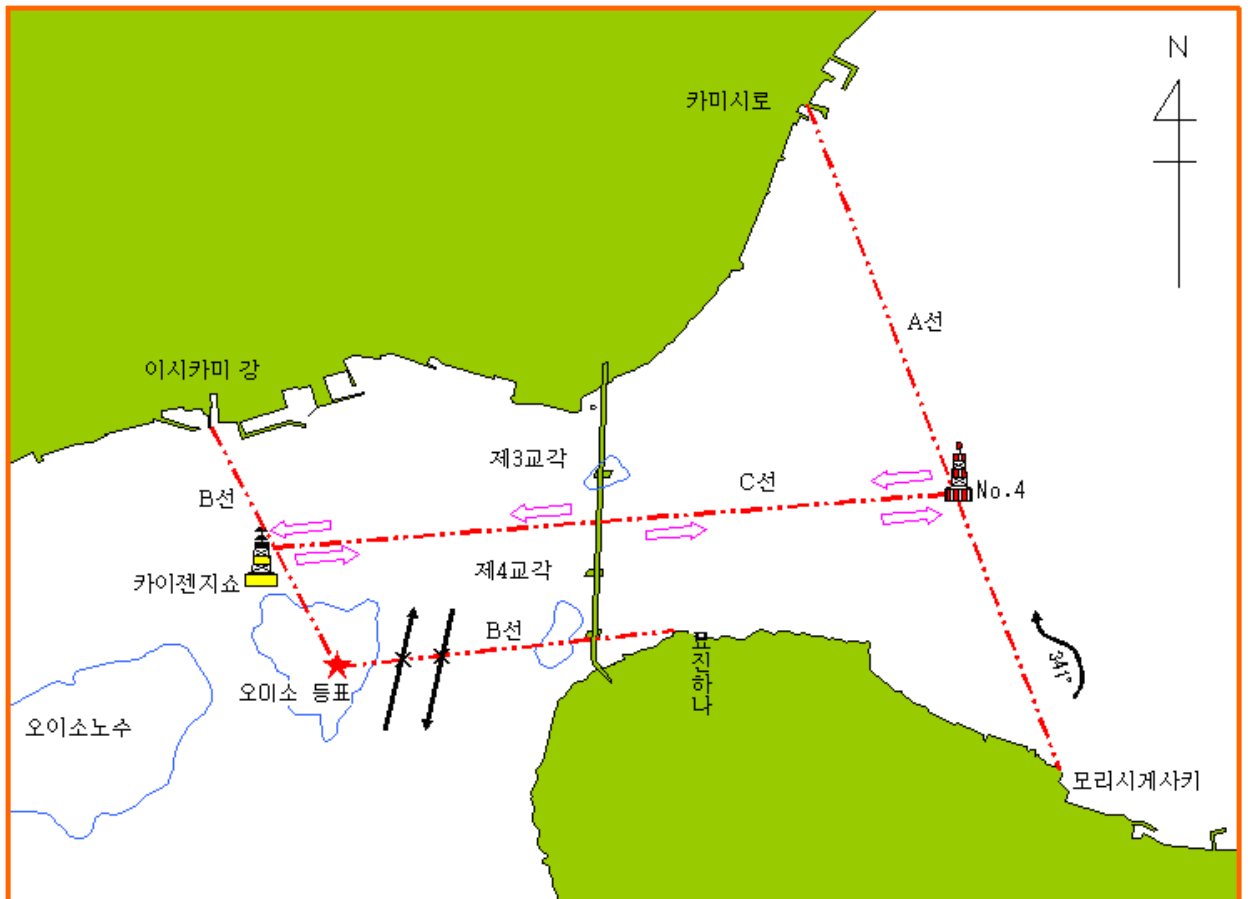 N
카미시로
A선
이시카미 강
제3교각
C선
No.4
B선
제4교각
카이젠지쇼
B선
묘진하나
341°
오미소 등표
오이소노수
모리시게사키